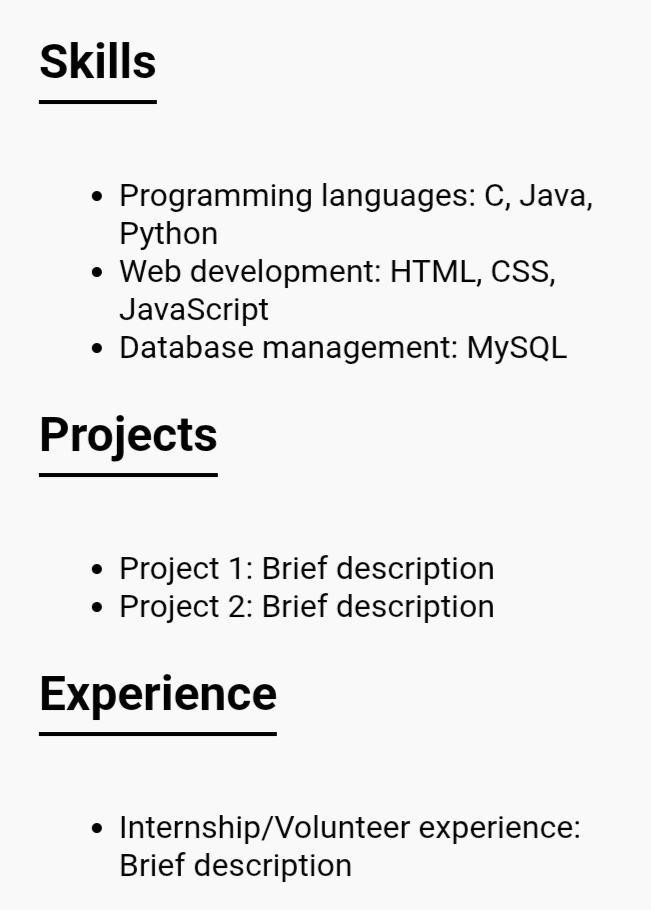 Skills
• Programming languages: C, Java,
Python
• Web development: HTML, CSS,
JavaScript
• Database management: MySQL
Projects
• Project 1: Brief description
• Project 2: Brief description
Experience
• Internship/Volunteer experience:
Brief description